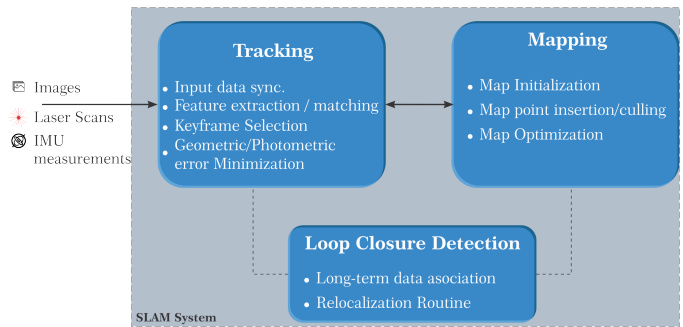 Images
Laser Scans
IMU
measurements
Tracking
• Input data sync.
• Feature extraction / matching
• Keyframe Selection
• Geometric/Photometric
error Minimization
Mapping
• Map Initialization
• Map point insertion/culling
• Map Optimization
Loop Closure Detection
• Long-term data asociation
• Relocalization Routine
SLAM System